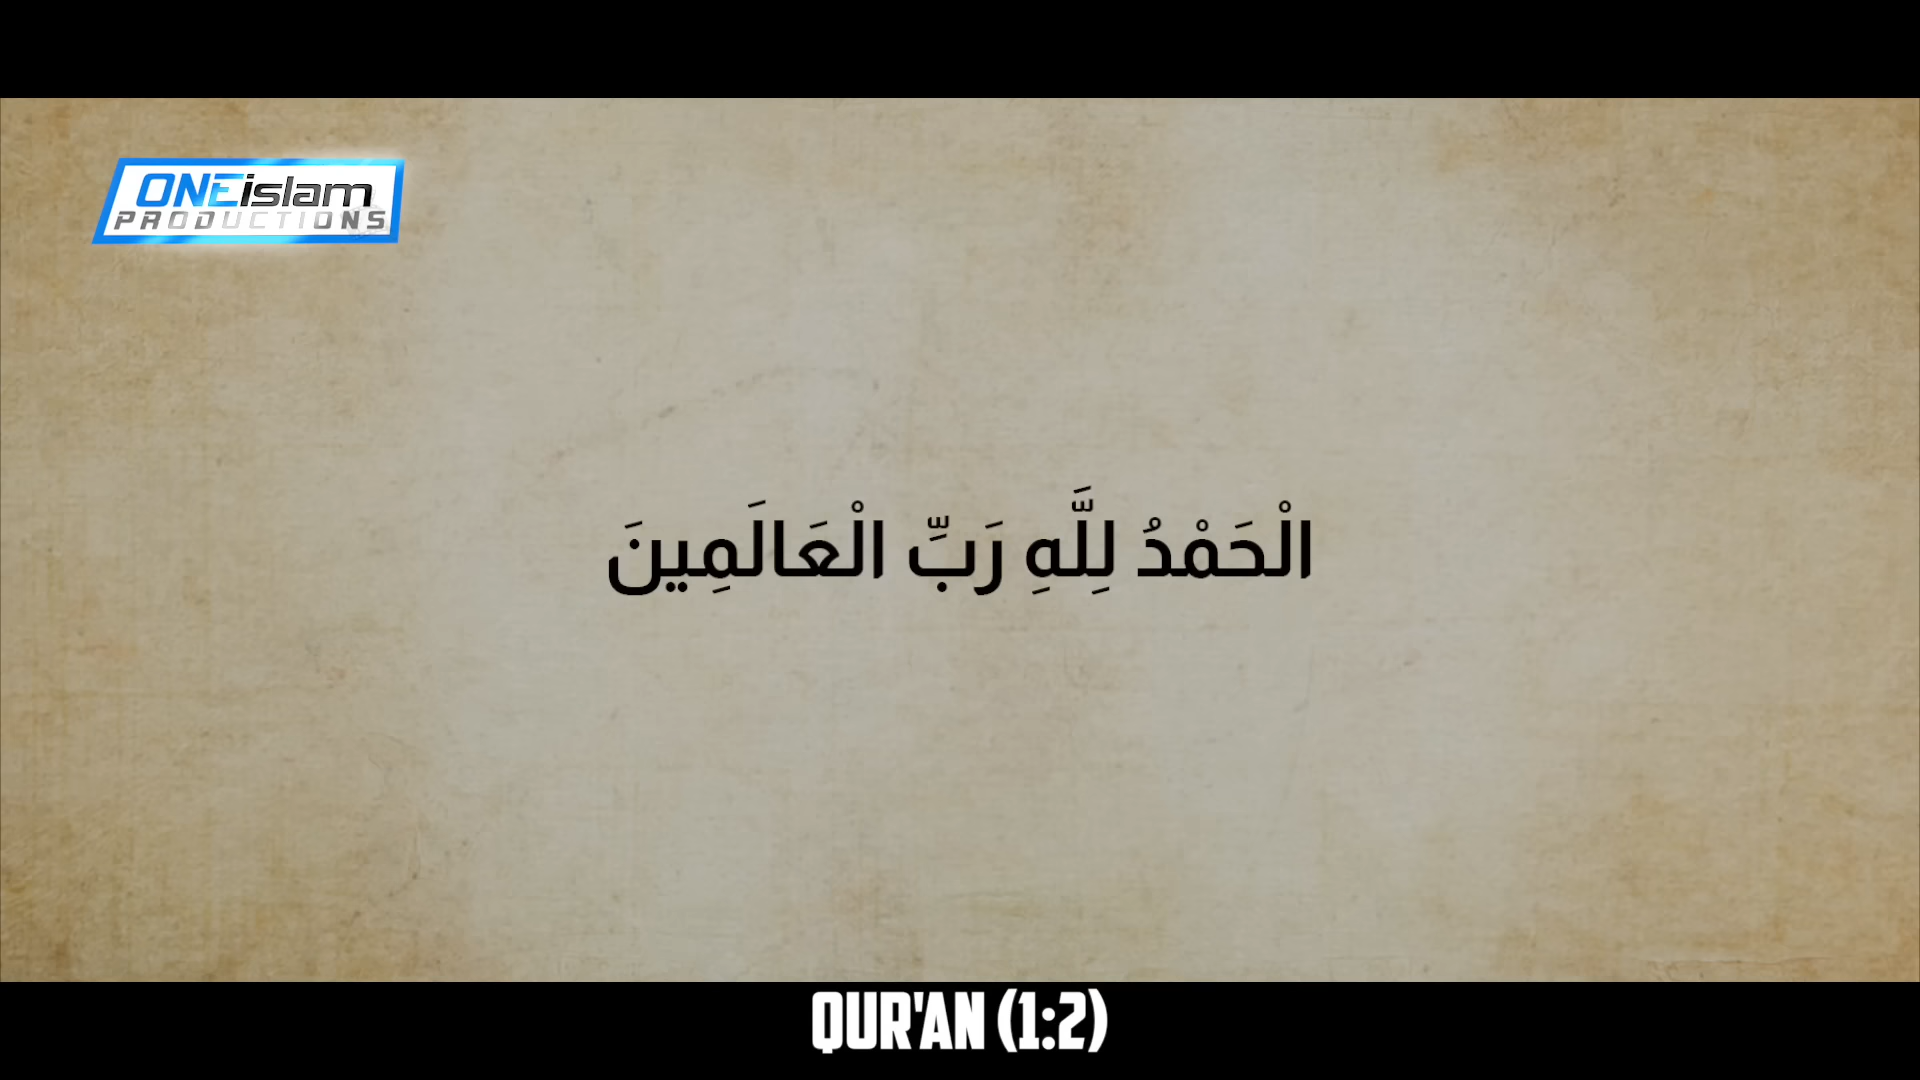 ONEislam
PRODUCTIONS
الْحَمْدُ لِلَّهِ رَبِّ الْعَالَمِينَ
QUR'AN (1:2)